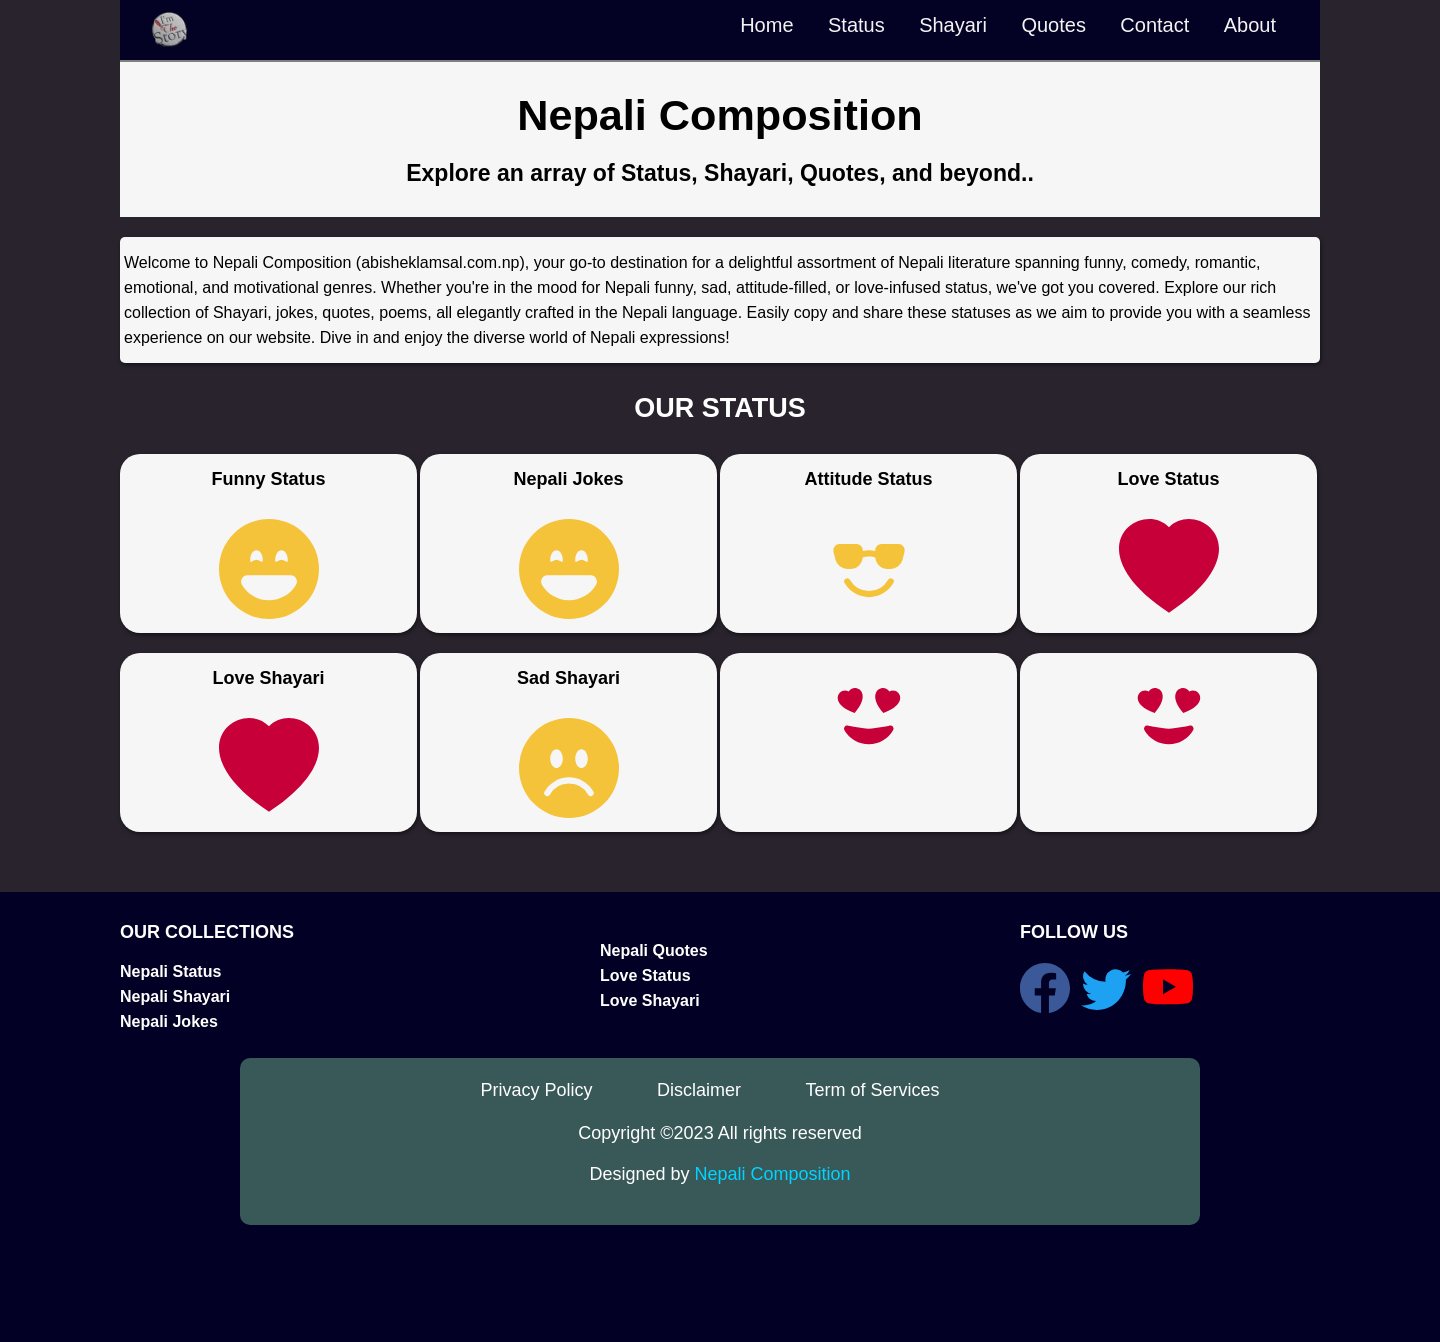 I'm
The
Story
Home Status Shayari Quotes Contact About
Nepali Composition
Explore an array of Status, Shayari, Quotes, and beyond..
Welcome to Nepali Composition (abisheklamsal.com.np), your go-to destination for a delightful assortment of Nepali literature spanning funny, comedy, romantic,
emotional, and motivational genres. Whether you're in the mood for Nepali funny, sad, attitude-filled, or love-infused status, we've got you covered. Explore our rich
collection of Shayari, jokes, quotes, poems, all elegantly crafted in the Nepali language. Easily copy and share these statuses as we aim to provide you with a seamless
experience on our website. Dive in and enjoy the diverse world of Nepali expressions!
OUR STATUS
Funny Status
Nepali Jokes
Attitude Status
Love Status
Love Shayari
Sad Shayari
OUR COLLECTIONS
Nepali Status
Nepali Shayari
Nepali Jokes
Nepali Quotes
Love Status
Love Shayari
FOLLOW US
Privacy Policy Disclaimer Term of Services
Copyright ©2023 All rights reserved
Designed by Nepali Composition